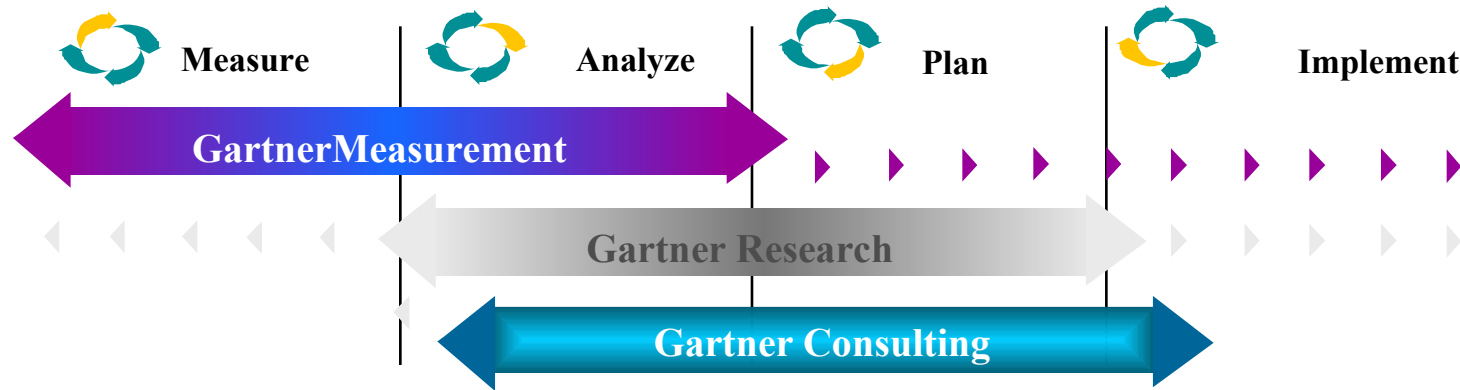 Measure
Analyze
Plan
Implement
GartnerMeasurement
Gartner Research
Gartner Consulting